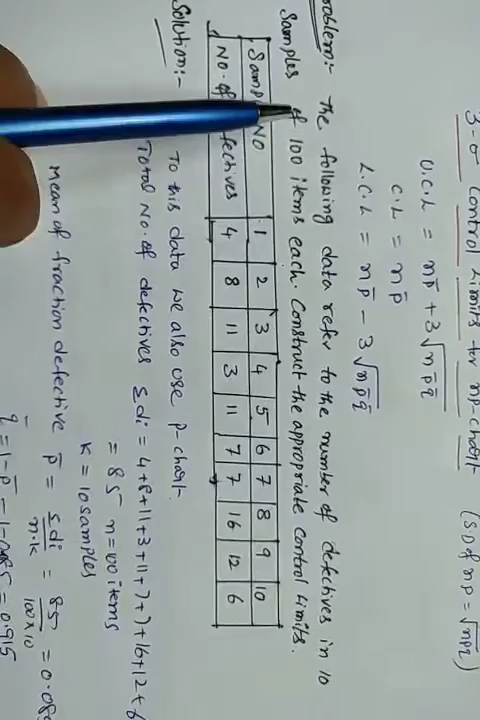 3-σ Control Limits for np-chart (SD of np = √npq)
U.C.L = np̄ + 3√np̄q̄
C.L = np̄
L.C.L = np̄ - 3√np̄q̄
Problem:- The following data refer to the number of defectives in 10
Samples of 100 items each. Construct the appropriate Control Limits.
Sample No 1 2 3 4 5 6 7 8 9 10
No. of defectives 4 8 11 3 11 7 7 16 12 6
Solution:- To this data we also use p-chart.
Total No. of defectives Σdi = 4+8+11+3+11+7+7+16+12+6
= 85 n=100 items
K = 10 samples
Mean of fraction defective p̄ = Σdi/n.k = 85/100×10 = 0.085
q̄ = 1-p̄ = 1-0.085 = 0.915